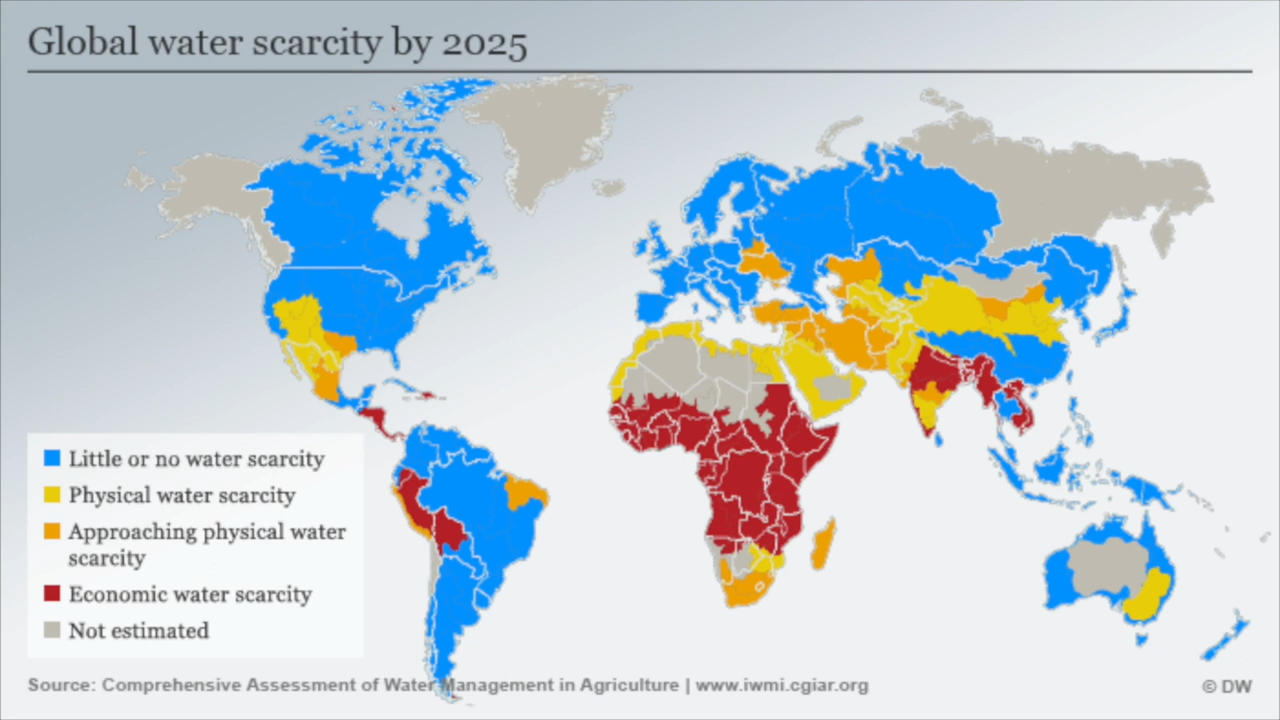 Global water scarcity by 2025
Little or no water scarcity
Physical water scarcity
Approaching physical water
scarcity
Economic water scarcity
Not estimated
Source: Comprehensive Assessment of Water Management in Agriculture | www.iwmi.cgiar.org
© DW